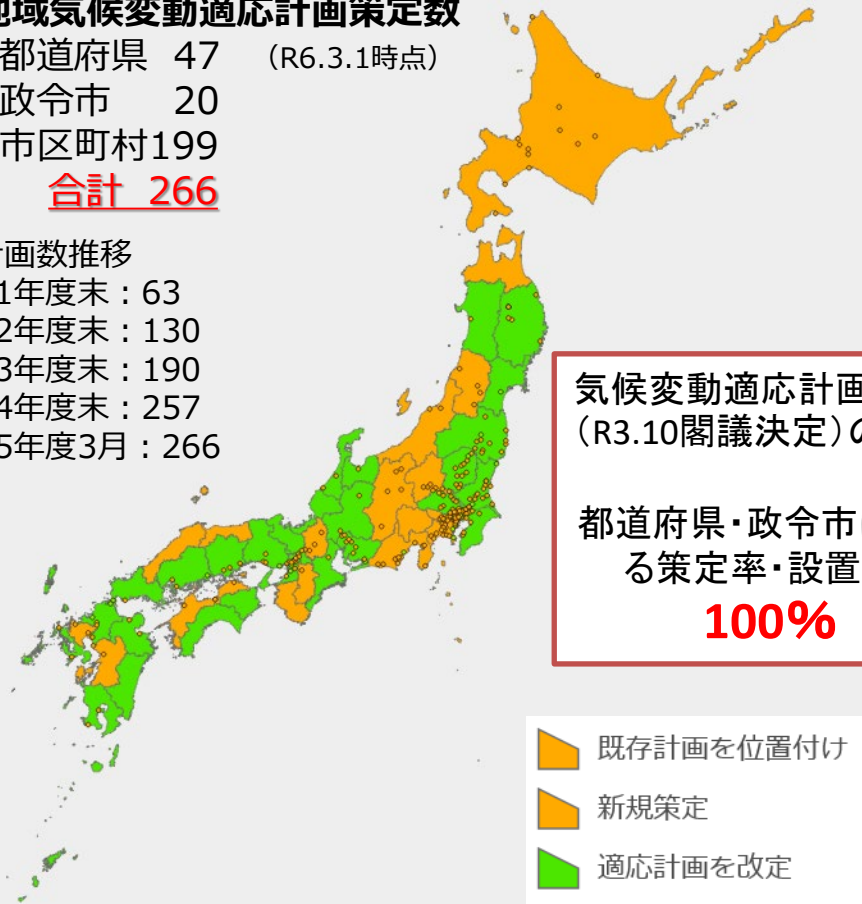 地域気候変動適応計画策定数
都道府県 47 （R6.3.1時点）
政令市 20
市区町村199
合計 266
計画数推移
1年度末：63
2年度末：130
3年度末：190
4年度末：257
5年度3月：266
気候変動適応計画
（R3.10閣議決定）の
都道府県・政令市
る策定率・設置
100%
既存計画を位置付け
新規策定
適応計画を改定